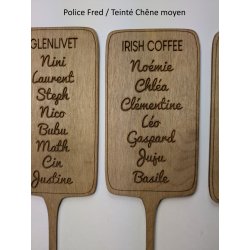 Police Fred / Teinté Chêne moyen
GLENLIVET
Nini
Laurent
Steph
Nico
Bubu
Math
Cin
Justine
IRISH COFFEE
Noémie
Chléa
Clémentine
Léo
Gaspard
Juju
Basile